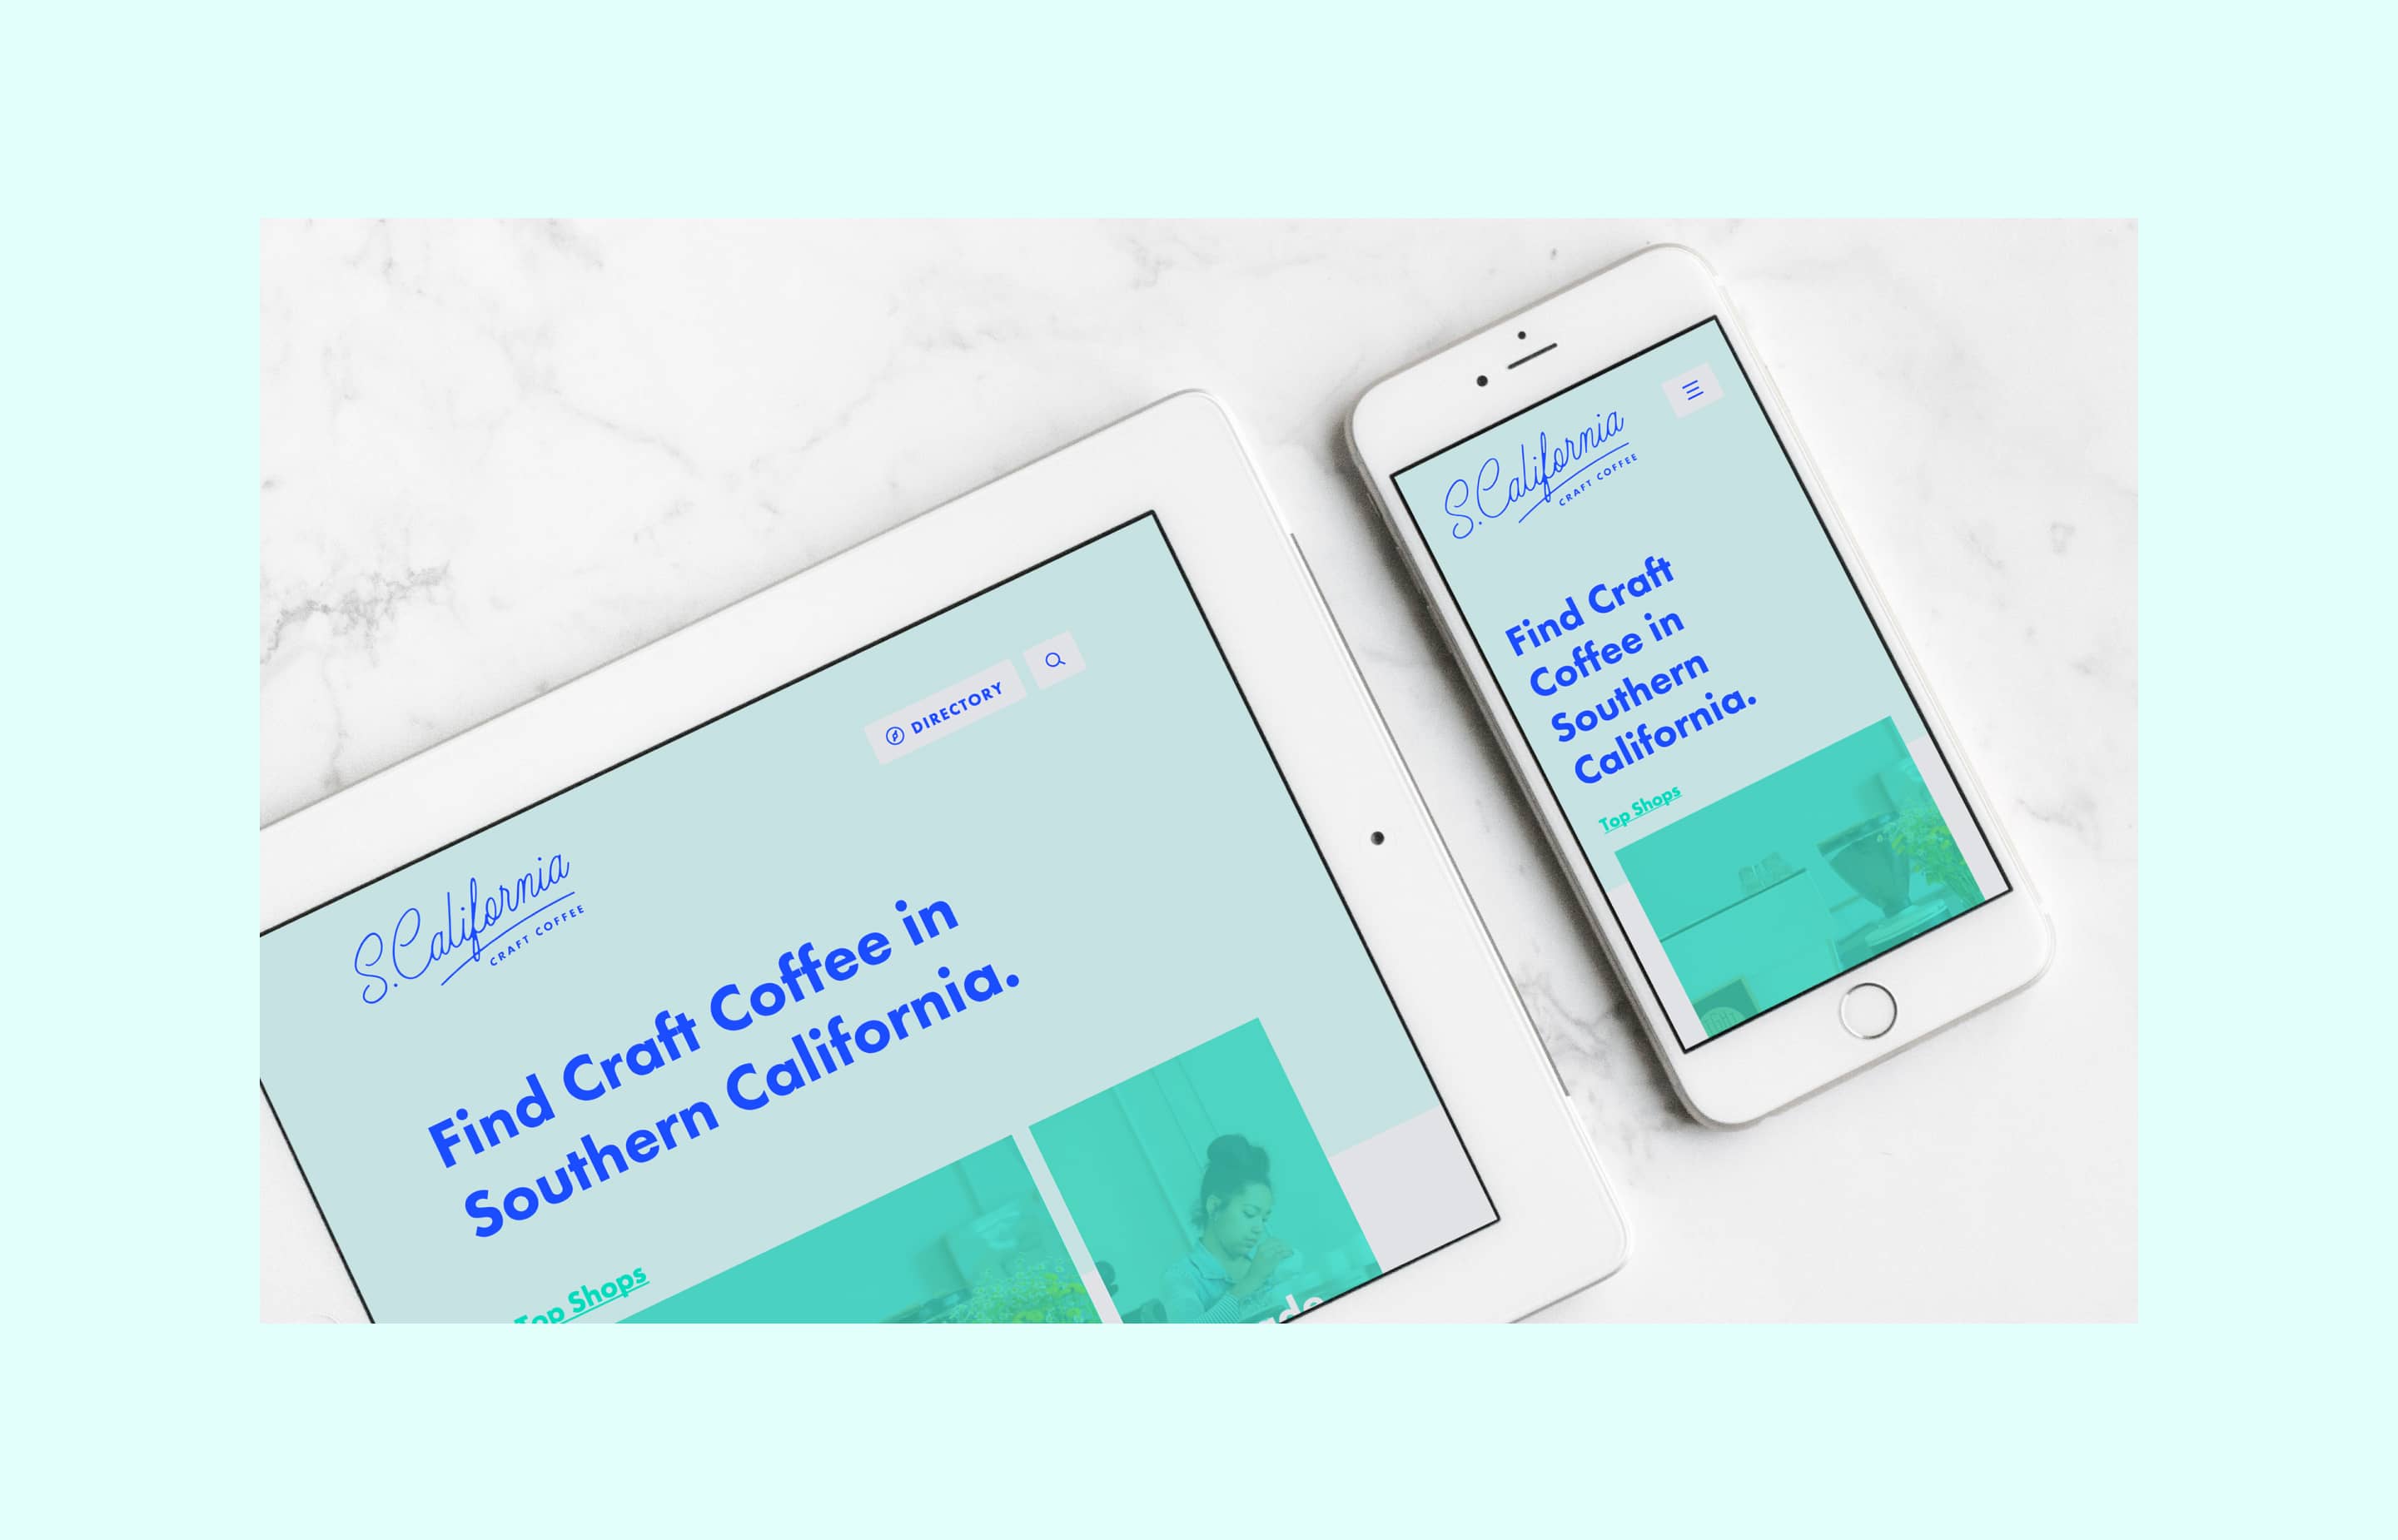 S.California
CRAFT COFFEE
DIRECTORY
Find Craft Coffee in
Southern California.
Top Shops
S.California
CRAFT COFFEE
Find Craft
Coffee in
Southern
California.
Top Shops